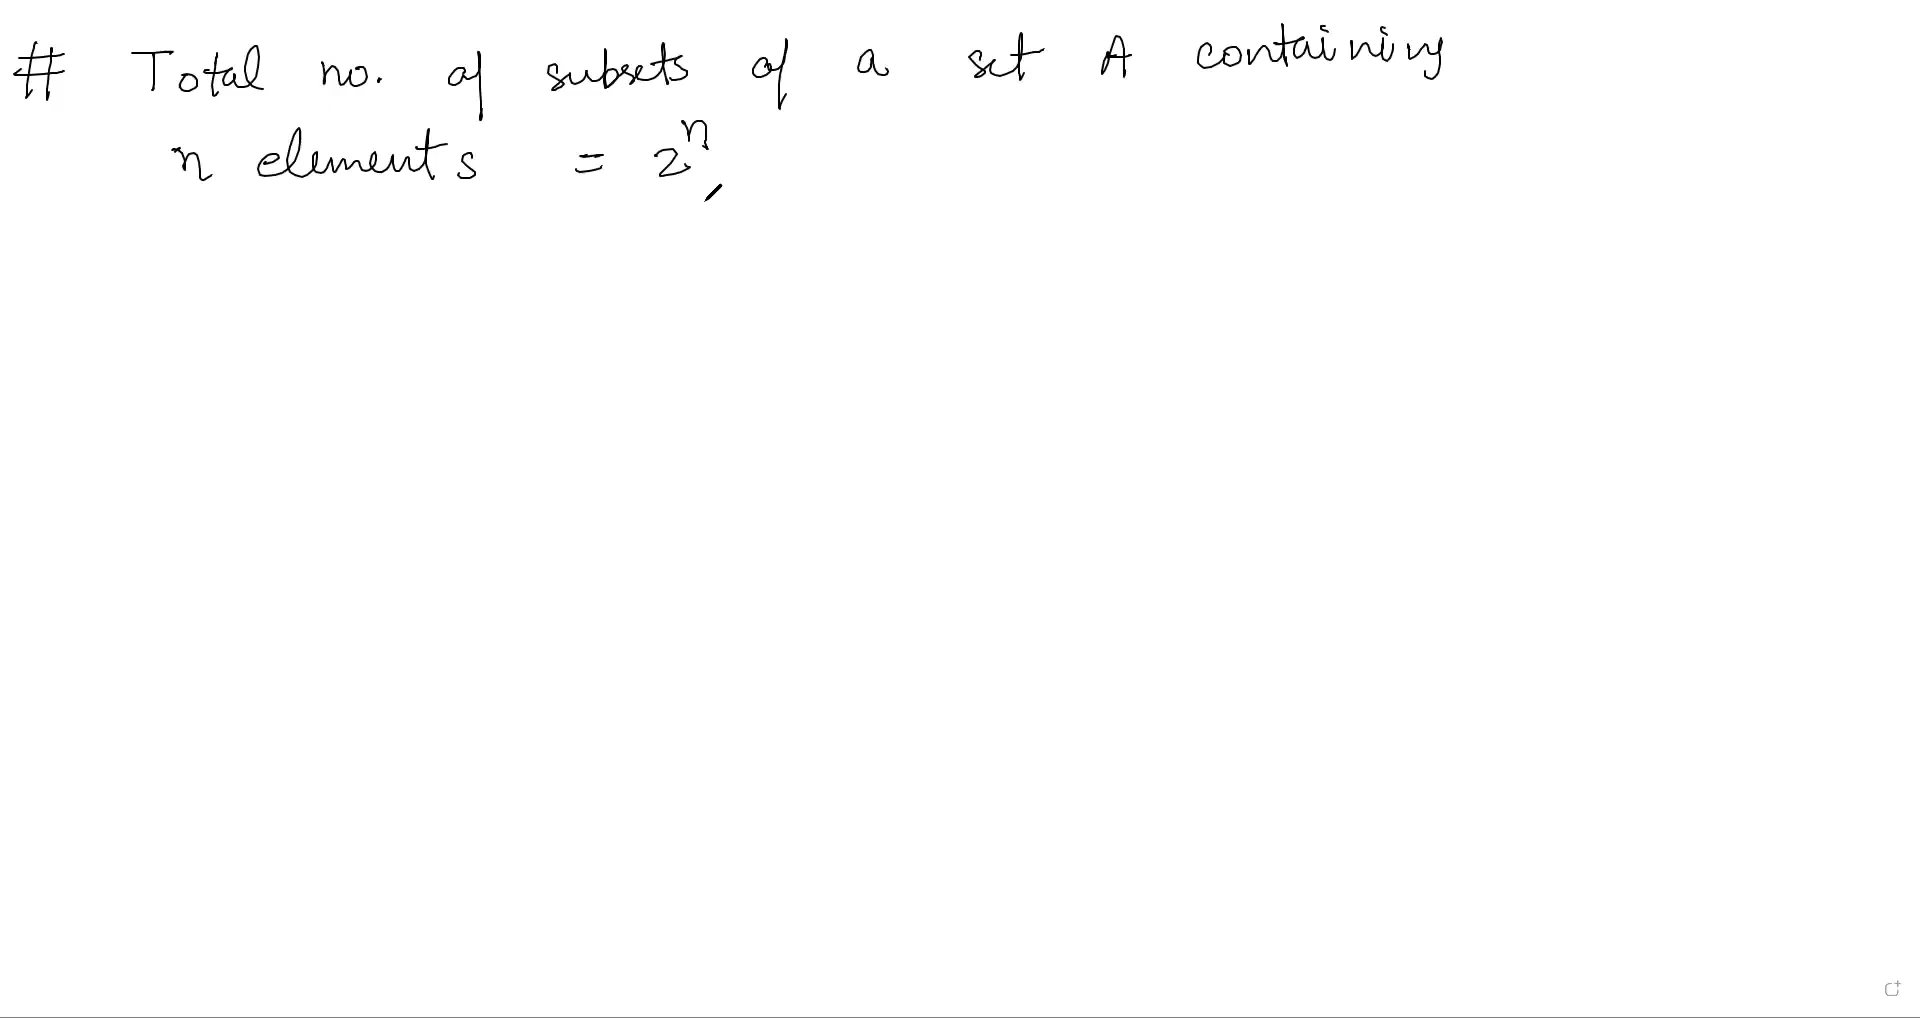 # Total no. of subsets of a set A containing
n elements = 2^n